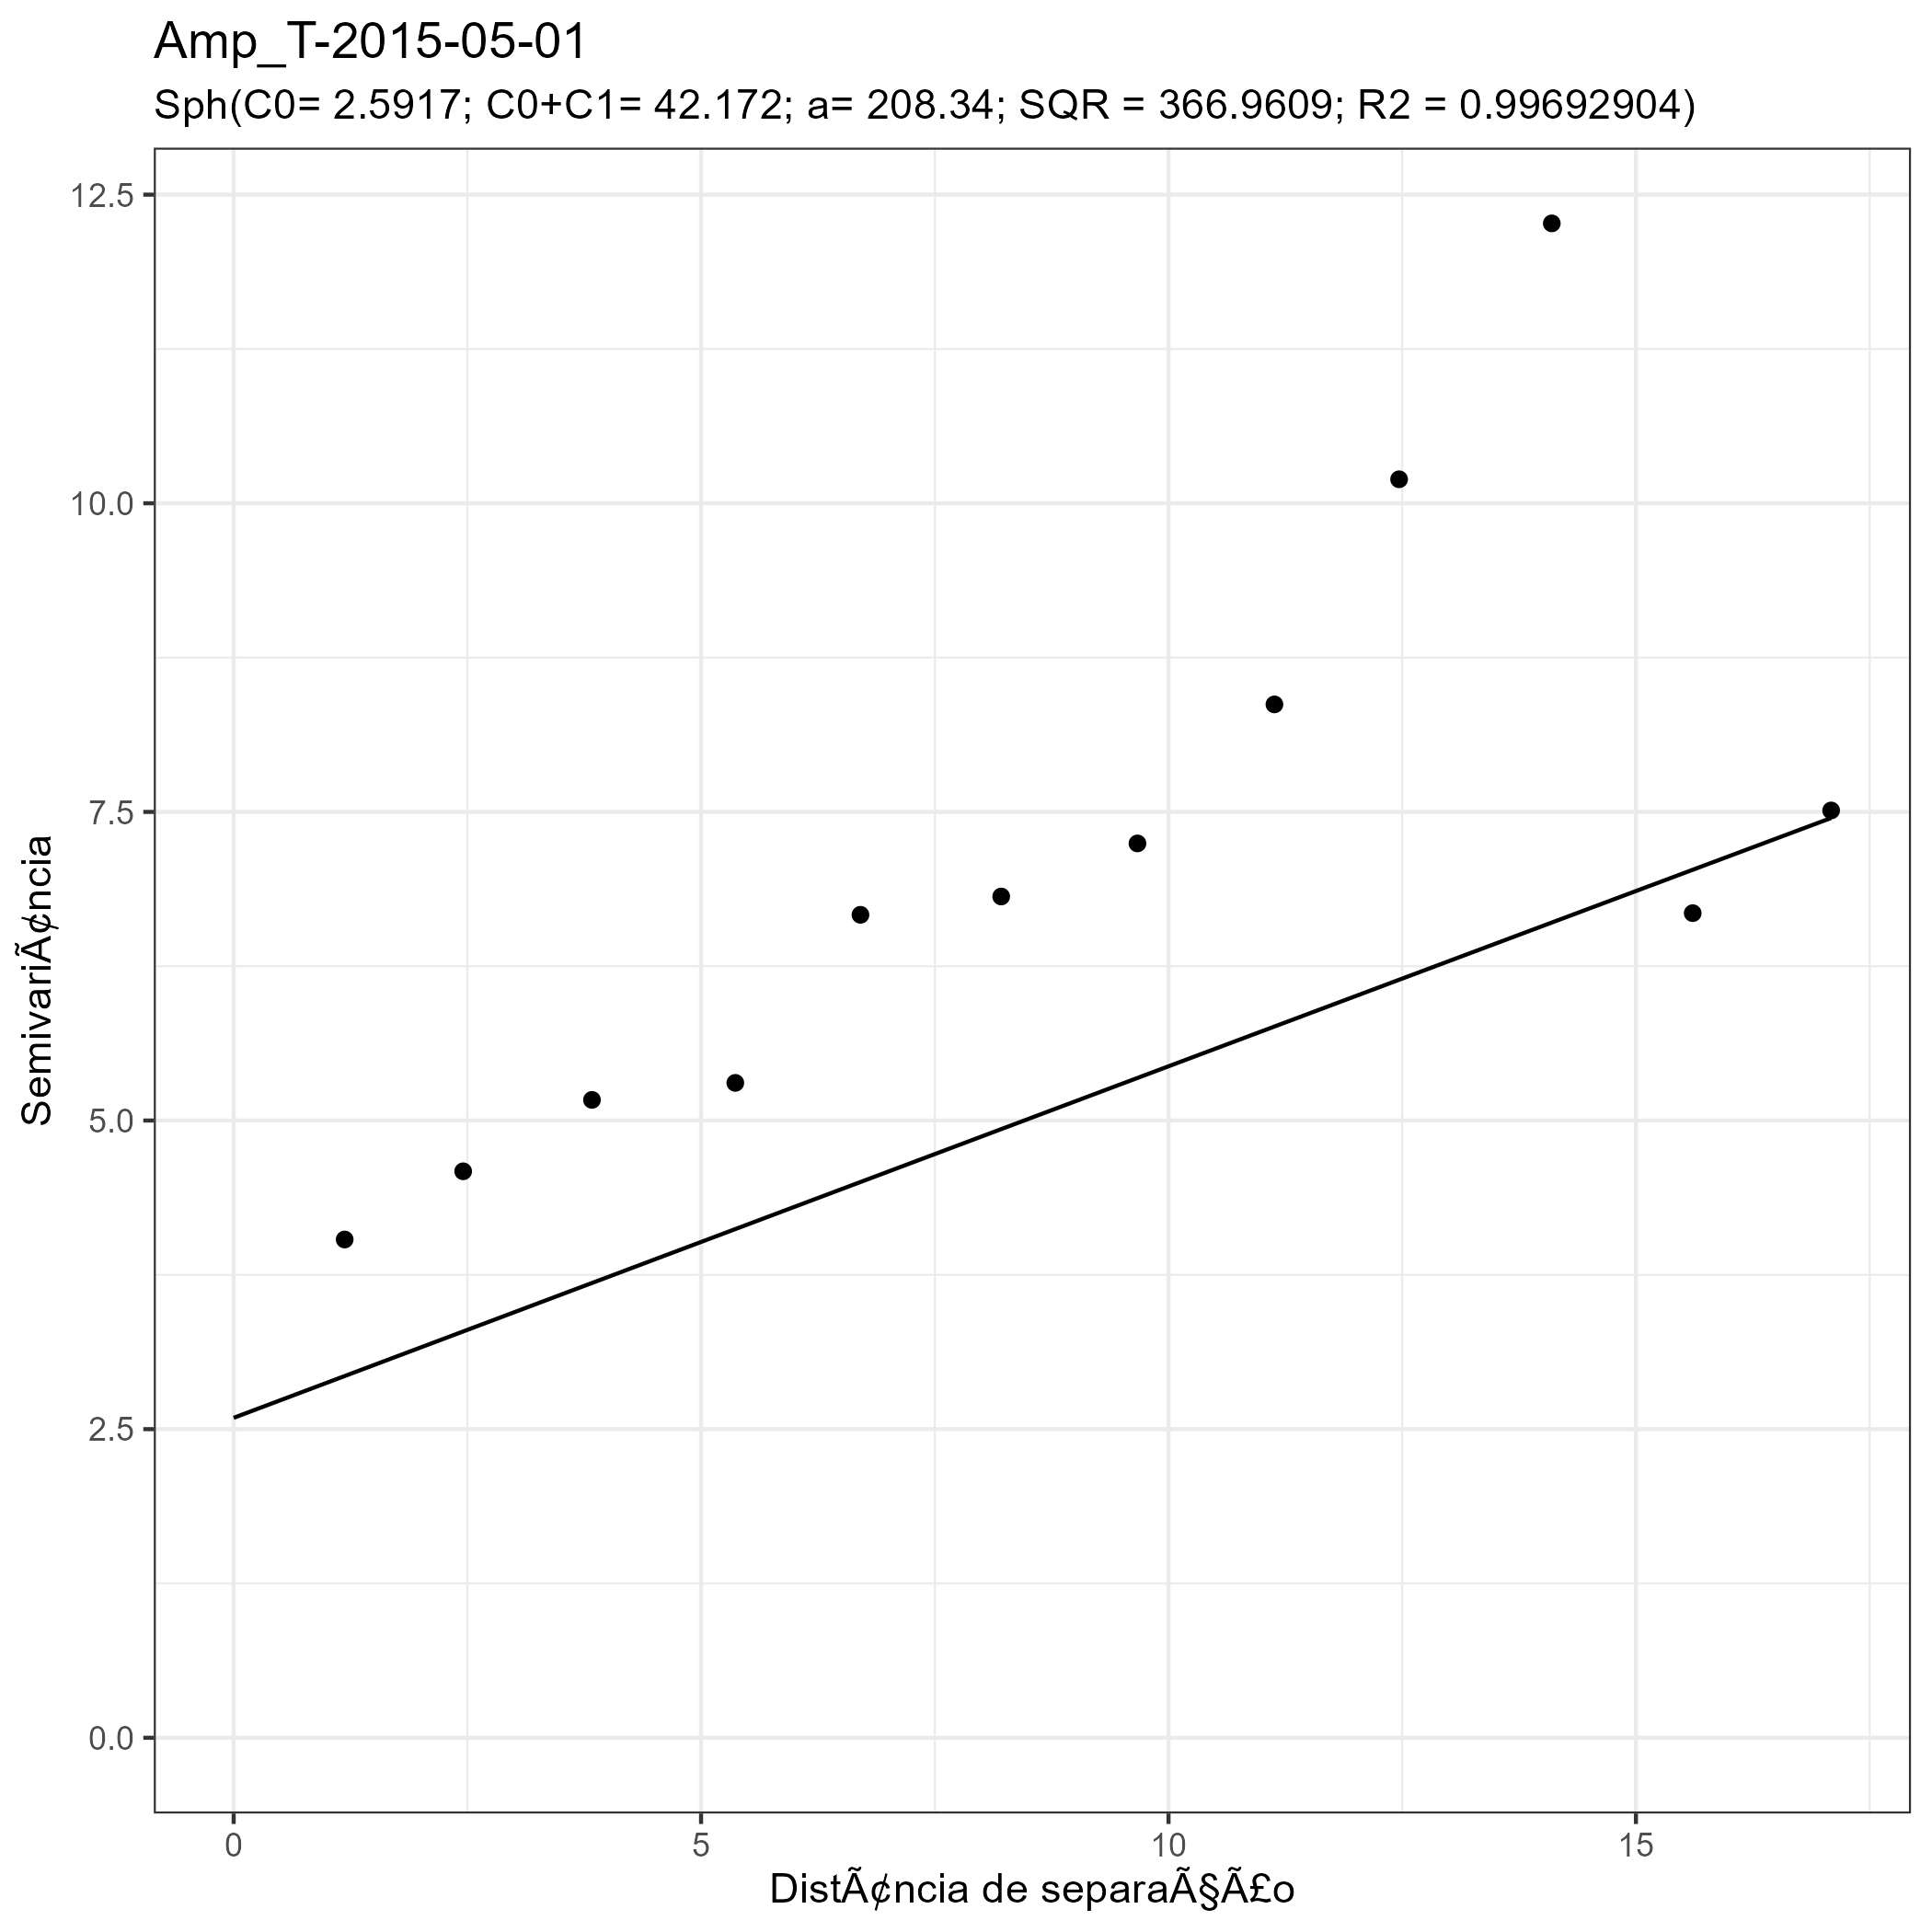 Amp_T-2015-05-01
Sph(C0= 2.5917; C0+C1= 42.172; a= 208.34; SQR = 366.9609; R2 = 0.99692904)
12.5
10.0
7.5
5.0
2.5
0.0
SemivariÃ¢ncia
0 5 10 15
DistÃ¢ncia de separaÃ§Ã£o